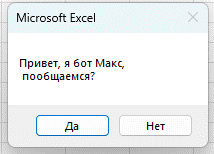 Microsoft Excel
Привет, я бот Макс,
пообщаемся?
Да
Нет